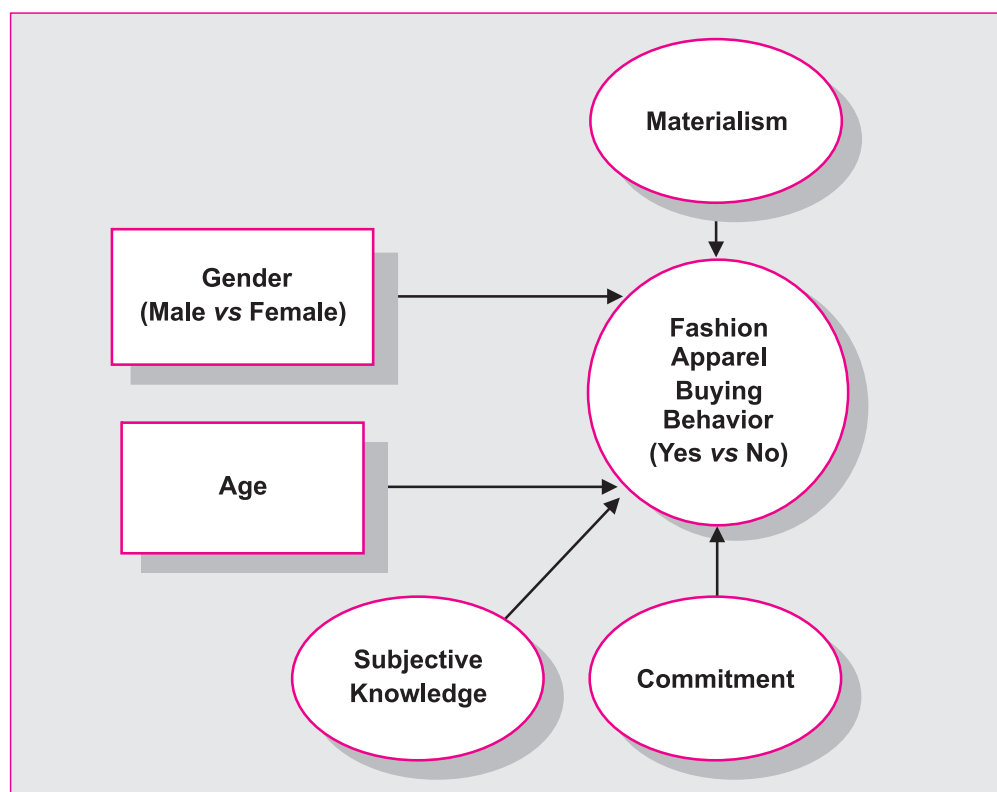 Materialism
Gender
(Male vs Female)
Fashion
Apparel
Buying
Behavior
(Yes vs No)
Age
Subjective
Knowledge
Commitment